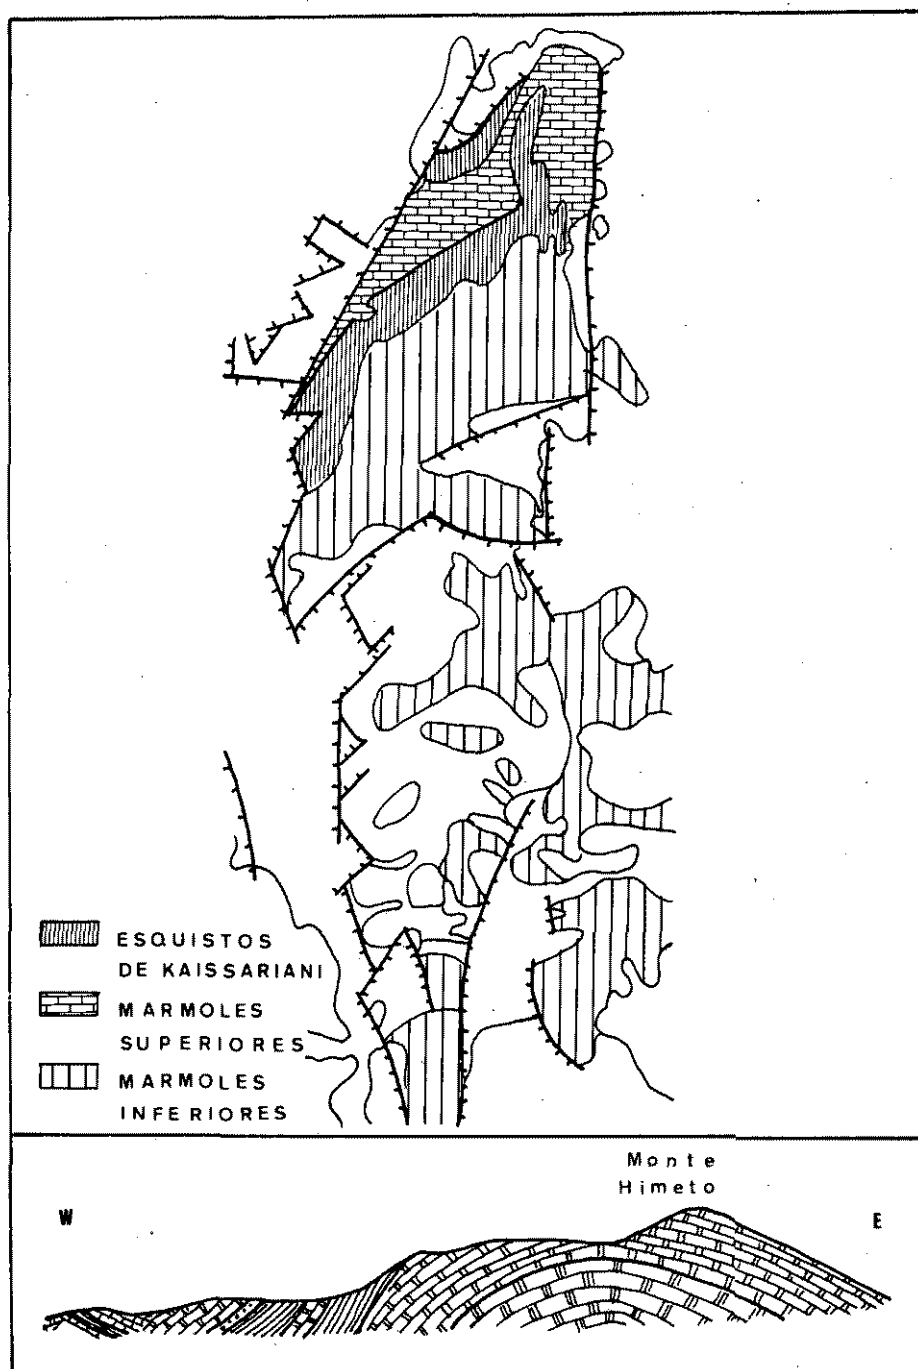 ESQUISTOS
DE KAISSARIANI
MARMOLES
SUPERIORES
MARMOLES
INFERIORES
Monte
Himeto
W
E